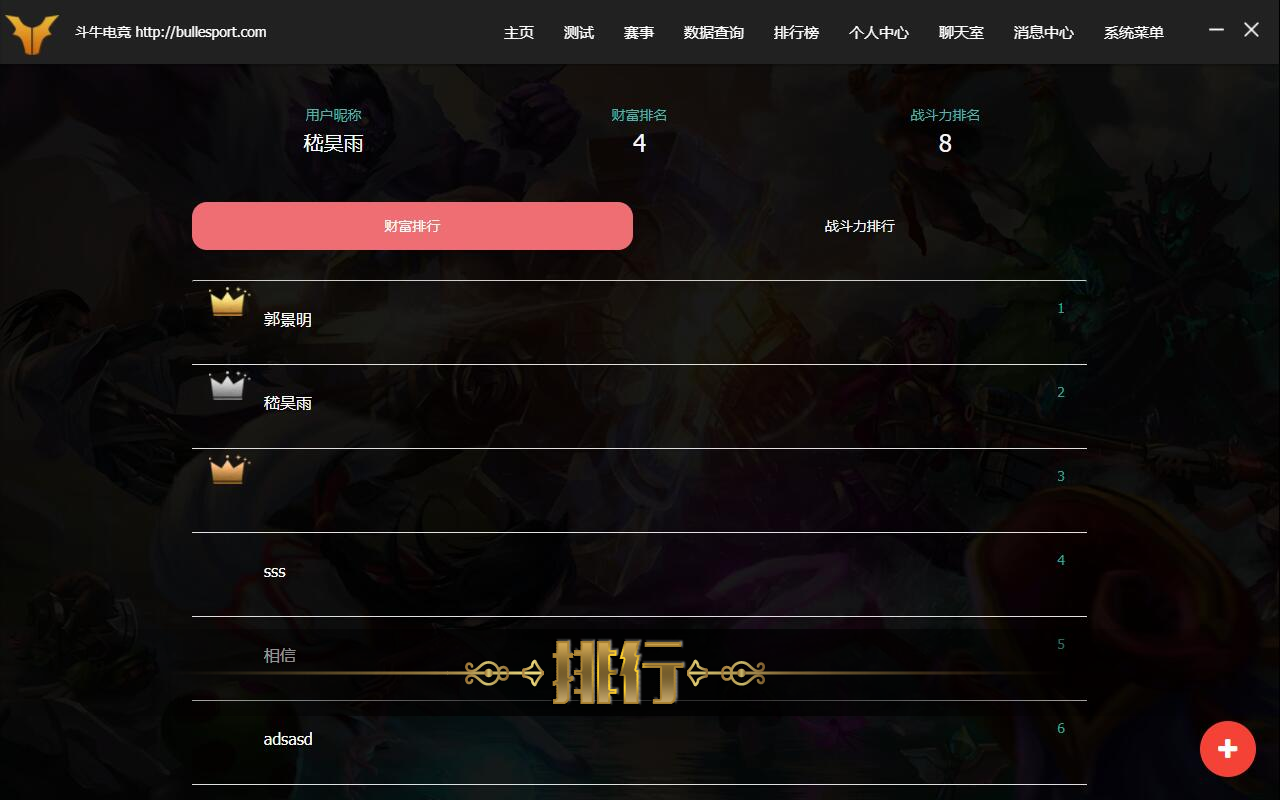 斗牛电竞 http://bullesport.com
主页 测试 赛事 数据查询 排行榜 个人中心 聊天室 消息中心 系统菜单
用户昵称 财富排名 战斗力排名
嵇昊雨 4 8
财富排行 战斗力排行
郭景明 1
嵇昊雨 2
3
sss 4
相信 5
排行
adsasd 6